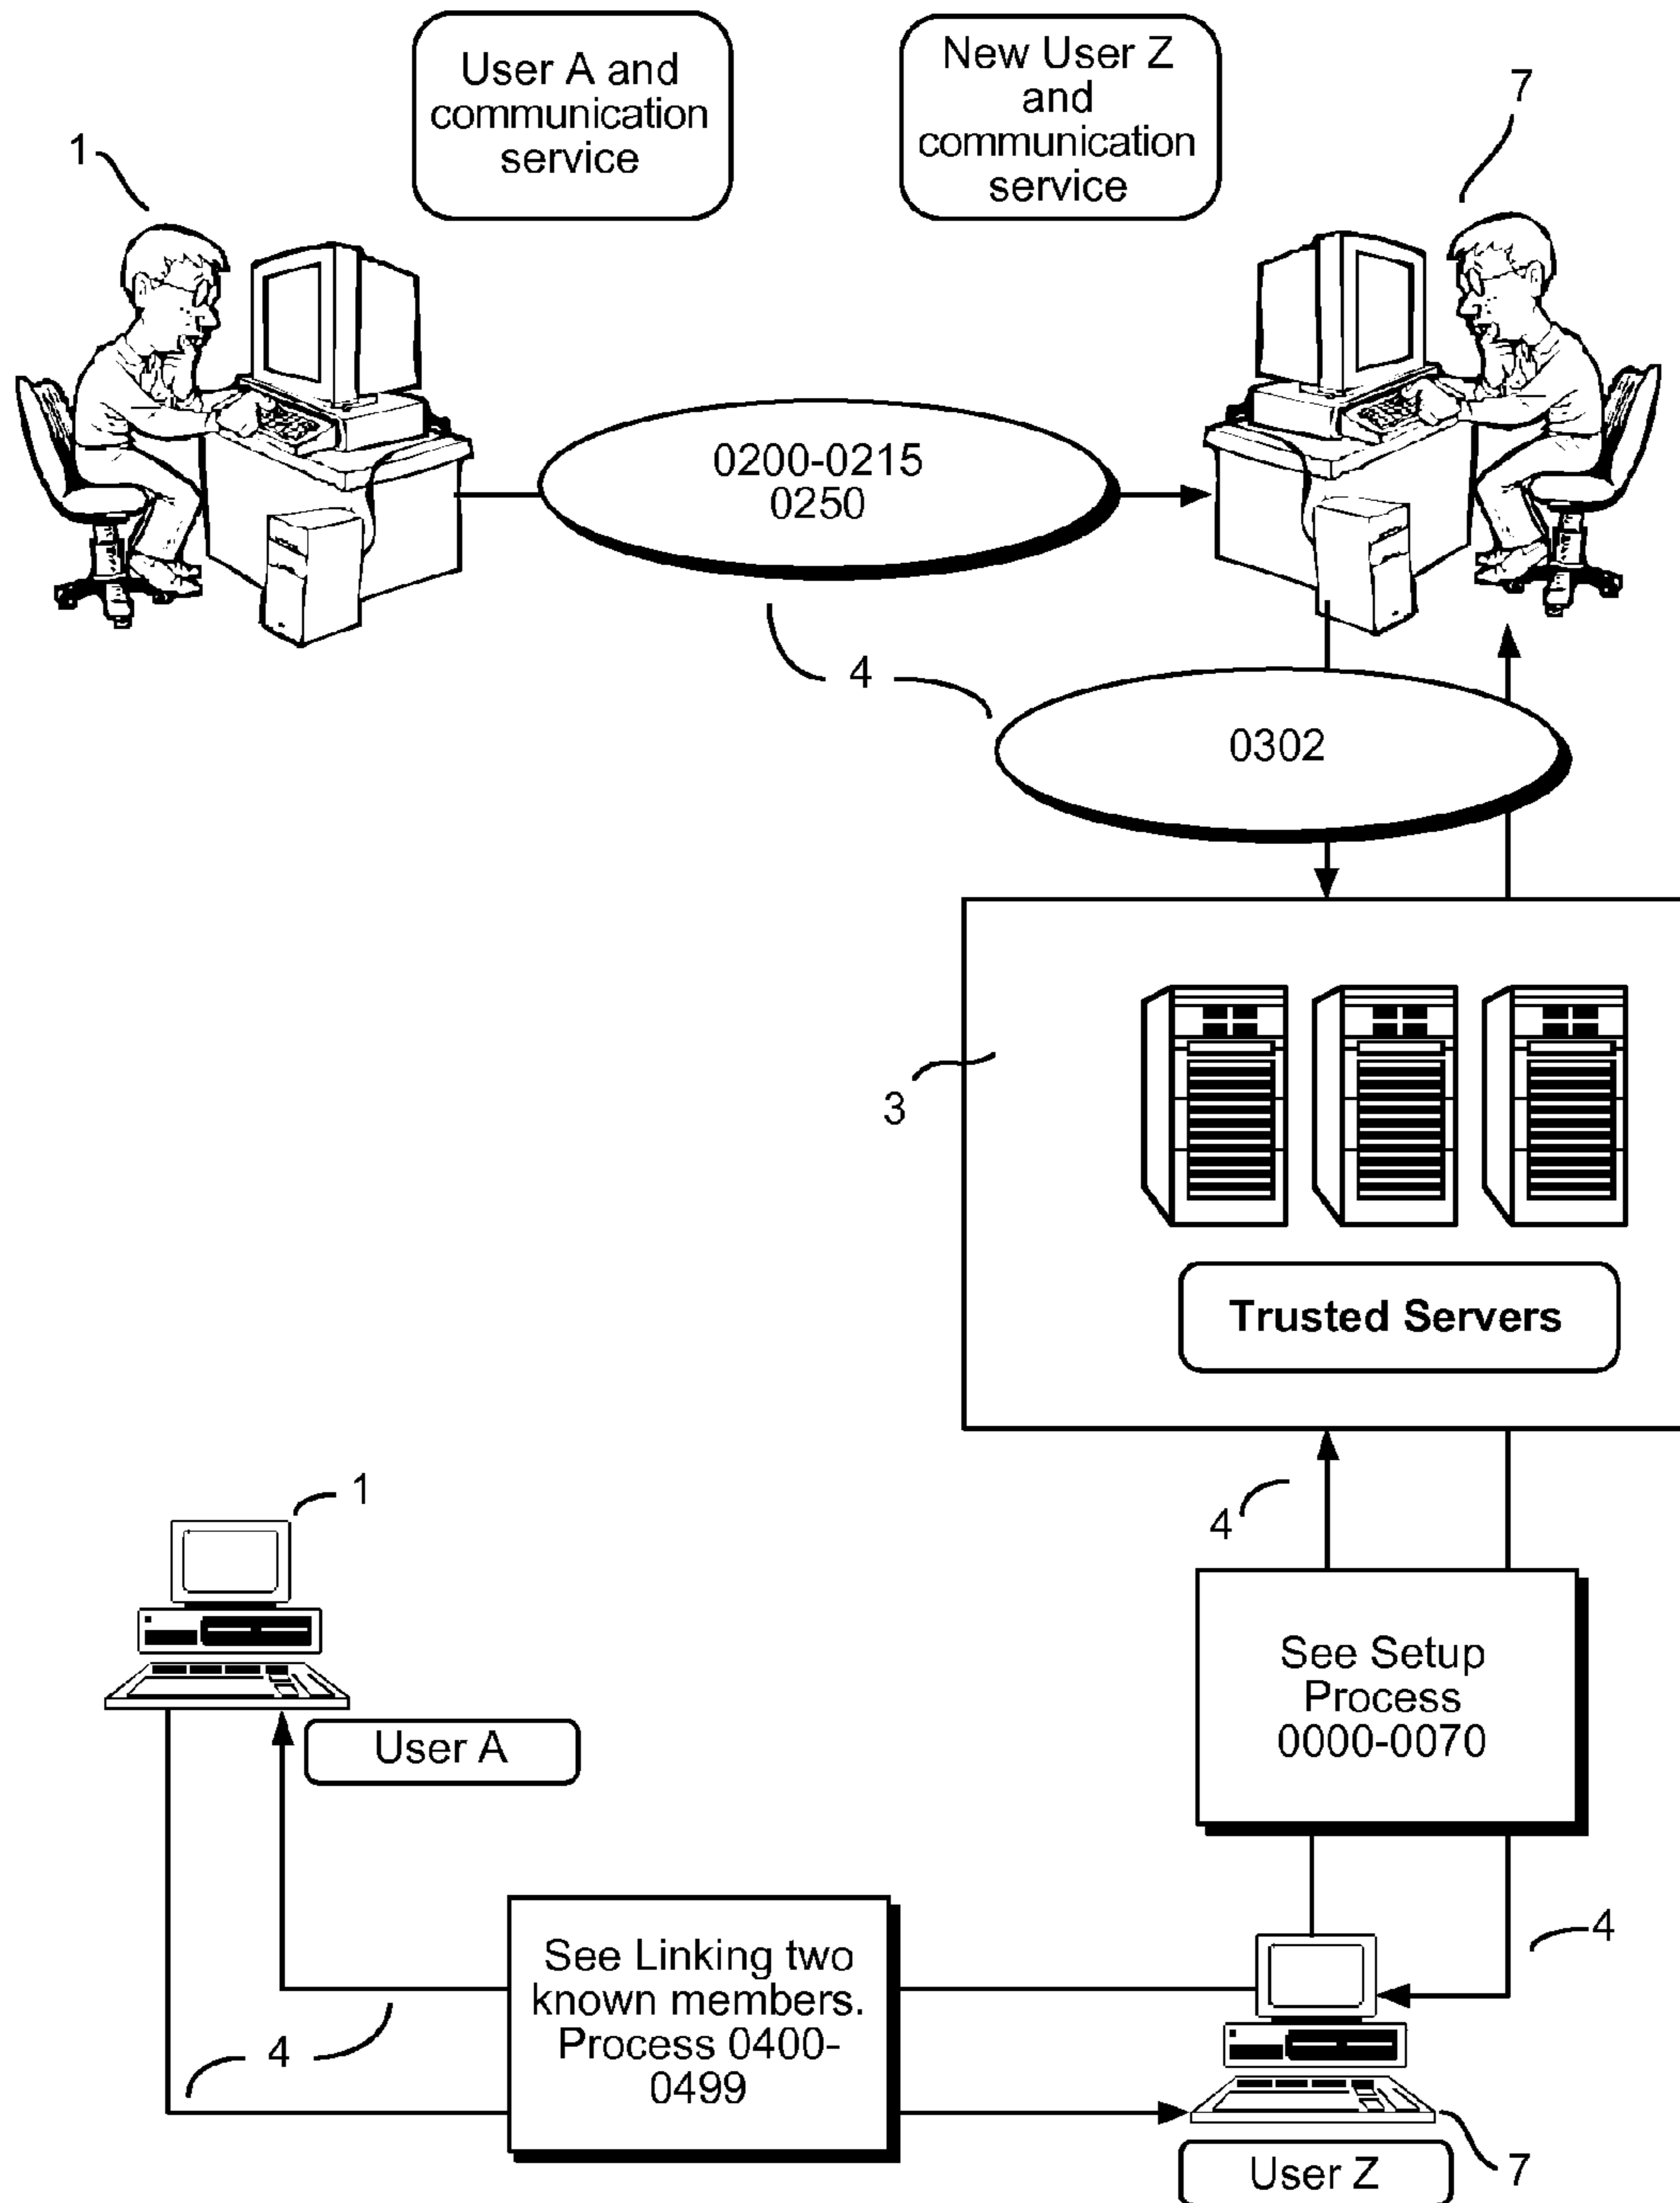 User A and
communication
service
New User Z
and
communication
service
1
7
0200-0215
0250
4
0302
3
Trusted Servers
1
4
See Setup
Process
0000-0070
User A
4
See Linking two
known members.
Process 0400-
0499
4
User Z
7